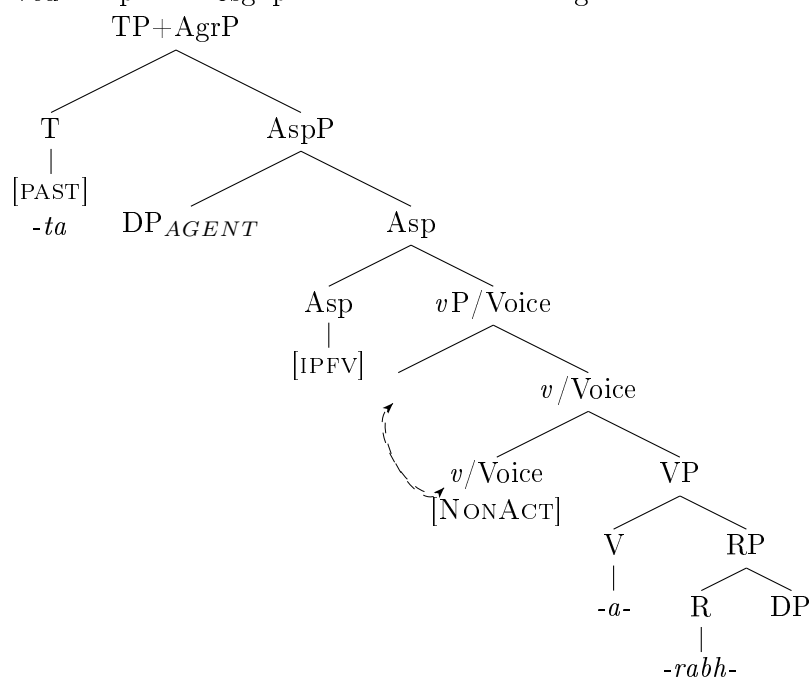 TP+AgrP
T AspP
[PAST]
-ta DP_AGENT Asp
Asp vP/Voice
[IPFV]
v/Voice
v/Voice VP
[NONACT]
V RP
-a- R DP
-rabh-